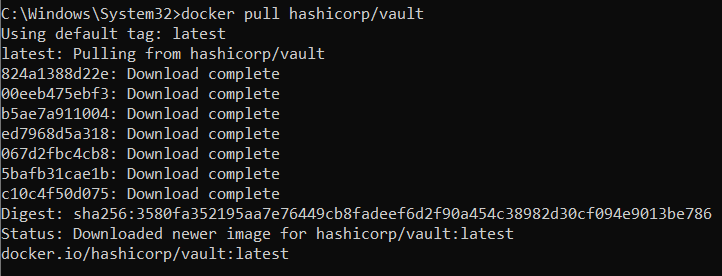 C:\Windows\System32>docker pull hashicorp/vault
Using default tag: latest
latest: Pulling from hashicorp/vault
824a1388d22e: Download complete
00eeb475ebf3: Download complete
b5ae7a911004: Download complete
ed7968d5a318: Download complete
067d2fbc4cb8: Download complete
5bafb31cae1b: Download complete
c10c4f50d075: Download complete
Digest: sha256:3580fa352195aa7e76449cb8fadeef6d2f90a454c38982d30cf094e9013be786
Status: Downloaded newer image for hashicorp/vault:latest
docker.io/hashicorp/vault:latest